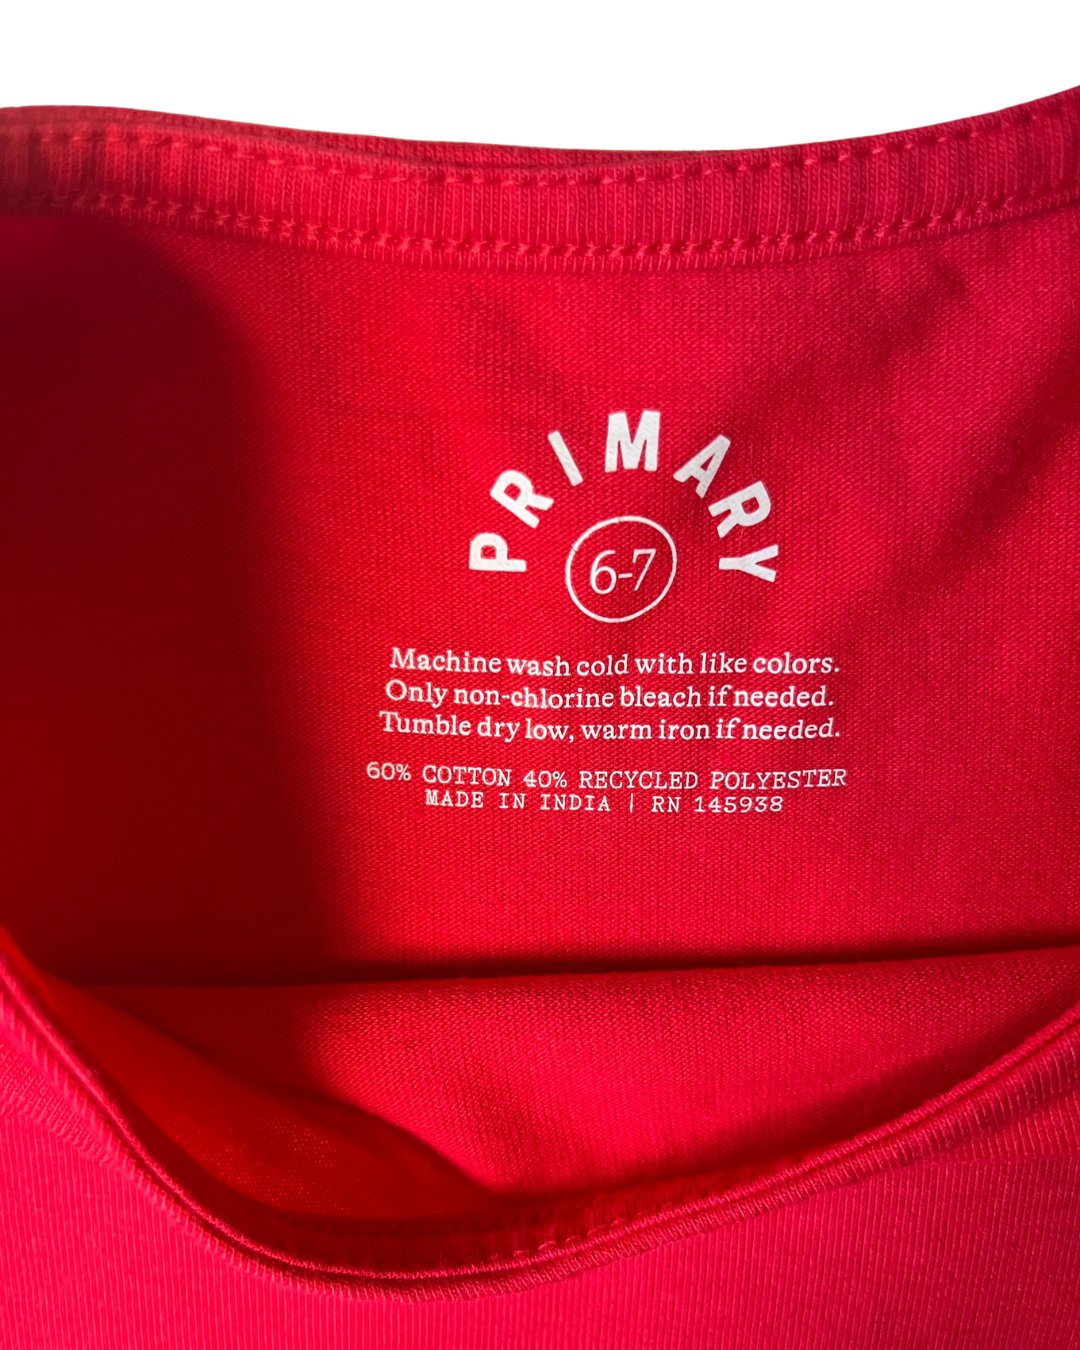 PRIMARY
6-7
Machine wash cold with like colors.
Only non-chlorine bleach if needed.
Tumble dry low, warm iron if needed.
60% COTTON 40% RECYCLED POLYESTER
MADE IN INDIA | RN 145938